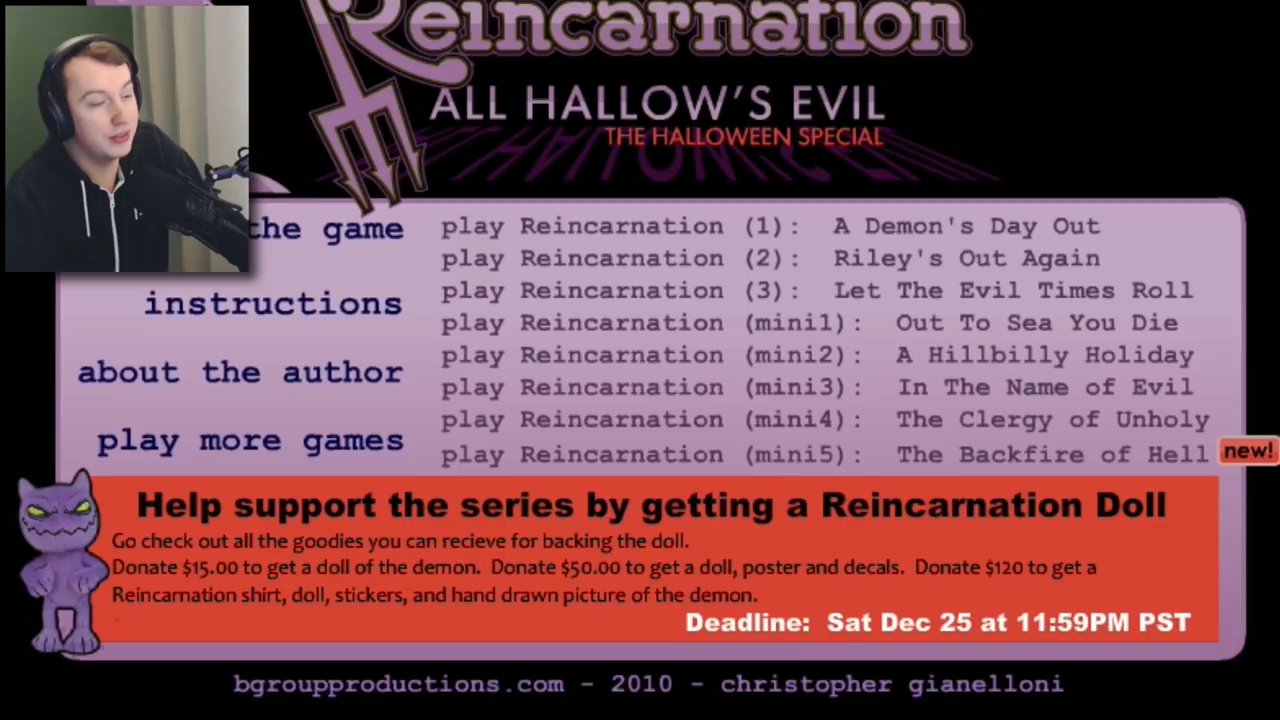 Reincarnation
ALL HALLOW'S EVIL
THE HALLOWEEN SPECIAL
the game
instructions
about the author
play more games
play Reincarnation (1): A Demon's Day Out
play Reincarnation (2): Riley's Out Again
play Reincarnation (3): Let The Evil Times Roll
play Reincarnation (mini1): Out To Sea You Die
play Reincarnation (mini2): A Hillbilly Holiday
play Reincarnation (mini3): In The Name of Evil
play Reincarnation (mini4): The Clergy of Unholy
play Reincarnation (mini5): The Backfire of Hell
new!
Help support the series by getting a Reincarnation Doll
Go check out all the goodies you can recieve for backing the doll.
Donate $15.00 to get a doll of the demon. Donate $50.00 to get a doll, poster and decals. Donate $120 to get a
Reincarnation shirt, doll, stickers, and hand drawn picture of the demon.
Deadline: Sat Dec 25 at 11:59PM PST
bgroupproductions.com - 2010 - christopher gianelloni